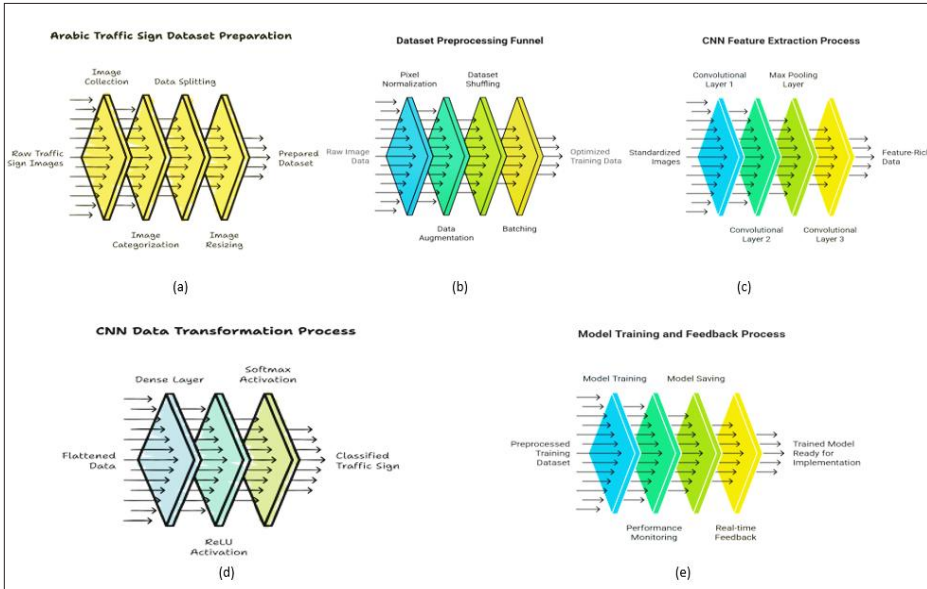 Arabic Traffic Sign Dataset Preparation
Image
Collection
Data Splitting
Raw Traffic
Sign Images
Prepared
Dataset
Image
Categorization
Image
Resizing
(a)
Dataset Preprocessing Funnel
Pixel
Normalization
Dataset
Shuffling
Raw Image
Data
Optimized
Training Data
Data
Augmentation
Batching
(b)
CNN Feature Extraction Process
Convolutional
Layer 1
Max Pooling
Layer
Standardized
Images
Feature-Rich
Data
Convolutional
Layer 2
Convolutional
Layer 3
(c)
CNN Data Transformation Process
Dense Layer
Softmax
Activation
Flattened
Data
Classified
Traffic Sign
ReLU
Activation
(d)
Model Training and Feedback Process
Model Training
Model Saving
Preprocessed
Training
Dataset
Trained Model
Ready for
Implementation
Performance
Monitoring
Real-time
Feedback
(e)